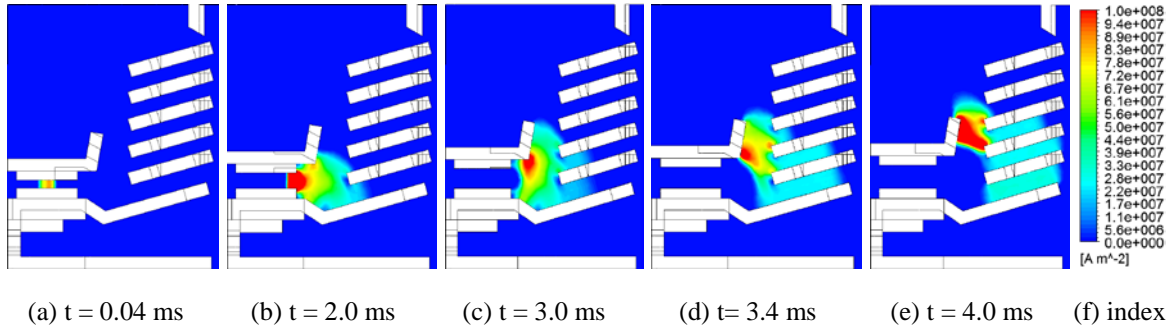 1.0e+008
9.4e+007
8.9e+007
8.3e+007
7.8e+007
7.2e+007
6.7e+007
6.1e+007
5.6e+007
5.0e+007
4.4e+007
3.9e+007
3.3e+007
2.8e+007
2.2e+007
1.7e+007
1.1e+007
5.6e+006
0.0e+000
[A m^-2]
(a) t = 0.04 ms (b) t = 2.0 ms (c) t = 3.0 ms (d) t= 3.4 ms (e) t = 4.0 ms (f) index